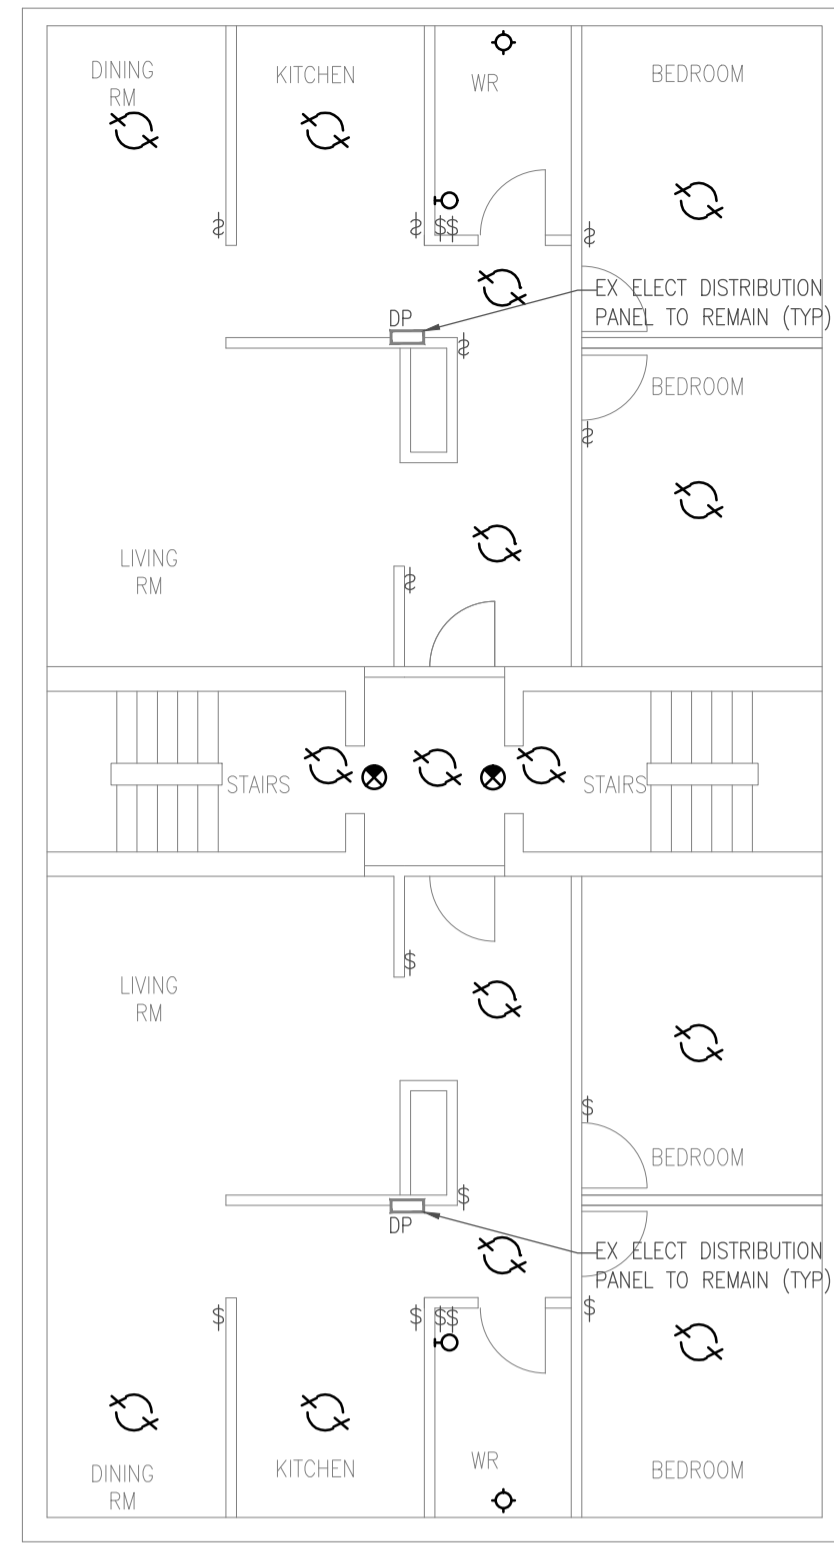 DINING
RM
KITCHEN
WR
BEDROOM
$
$
$$
$
EX ELECT DISTRIBUTION
PANEL TO REMAIN (TYP)
DP
$
BEDROOM
$
LIVING
RM
$
STAIRS
STAIRS
$
LIVING
RM
$
BEDROOM
$
DP
EX ELECT DISTRIBUTION
PANEL TO REMAIN (TYP)
$
$
$$
$
DINING
RM
KITCHEN
WR
BEDROOM